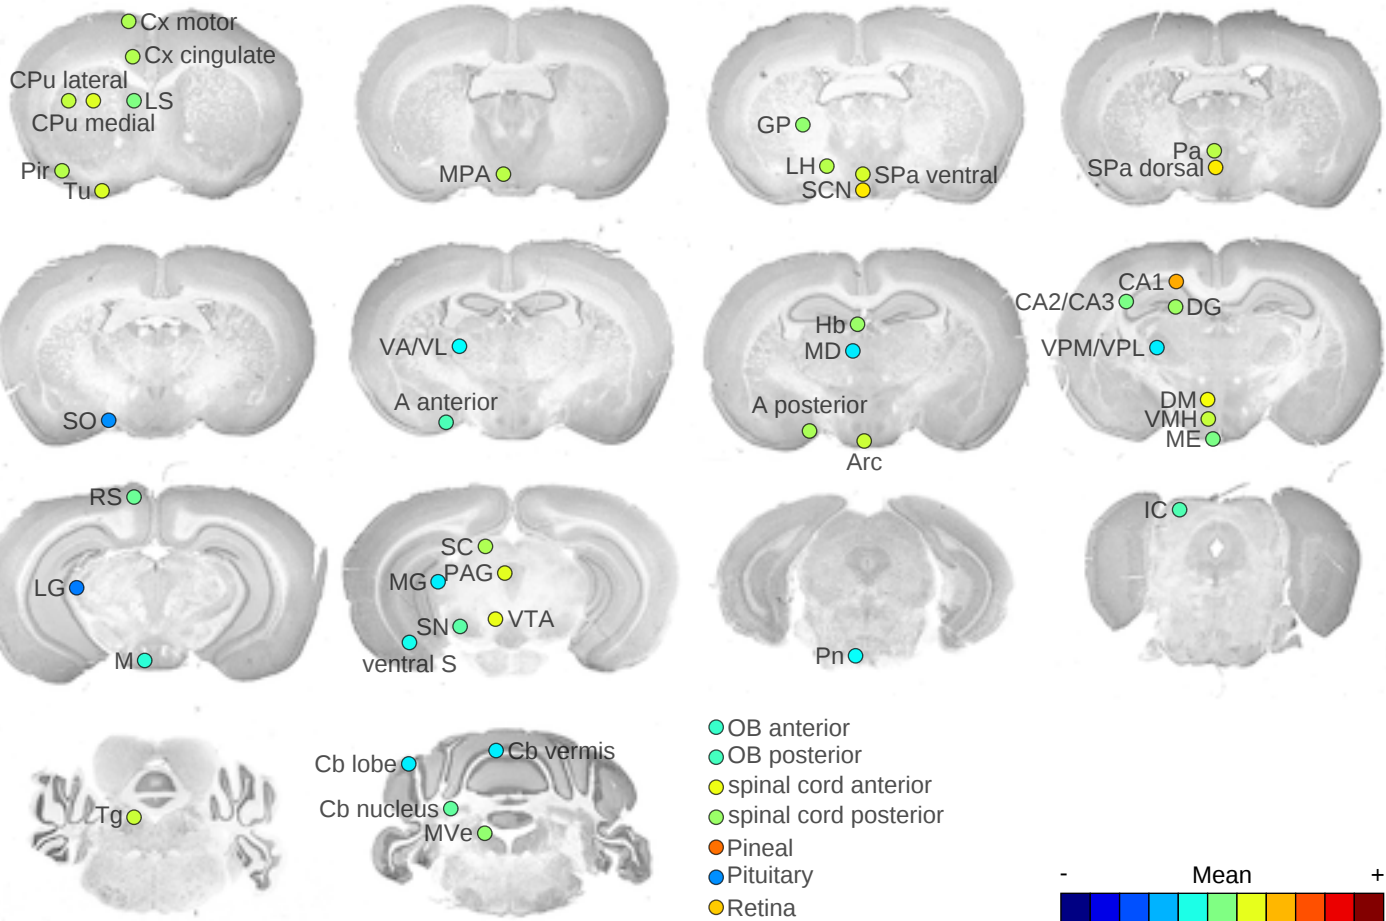 Cx motor
Cx cingulate
CPu lateral
LS
CPu medial
Pir
Tu
MPA
GP
LH
SPa ventral
SCN
Pa
SPa dorsal
SO
VA/VL
A anterior
Hb
MD
A posterior
Arc
CA1
CA2/CA3
DG
VPM/VPL
DM
VMH
ME
RS
LG
M
SC
MG
PAG
SN
VTA
ventral S
Pn
IC
Tg
Cb lobe
Cb vermis
Cb nucleus
MVe
OB anterior
OB posterior
spinal cord anterior
spinal cord posterior
Pineal
Pituitary
Retina
- Mean +